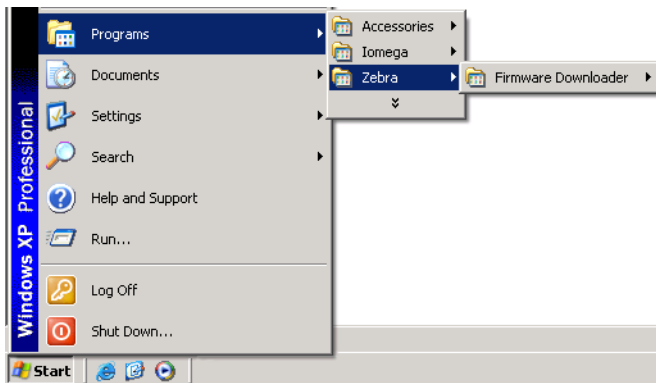 Programs
Documents
Settings
Search
Help and Support
Run...
Log Off
Shut Down...
Windows XP Professional
Accessories
Iomega
Zebra
Firmware Downloader
Start